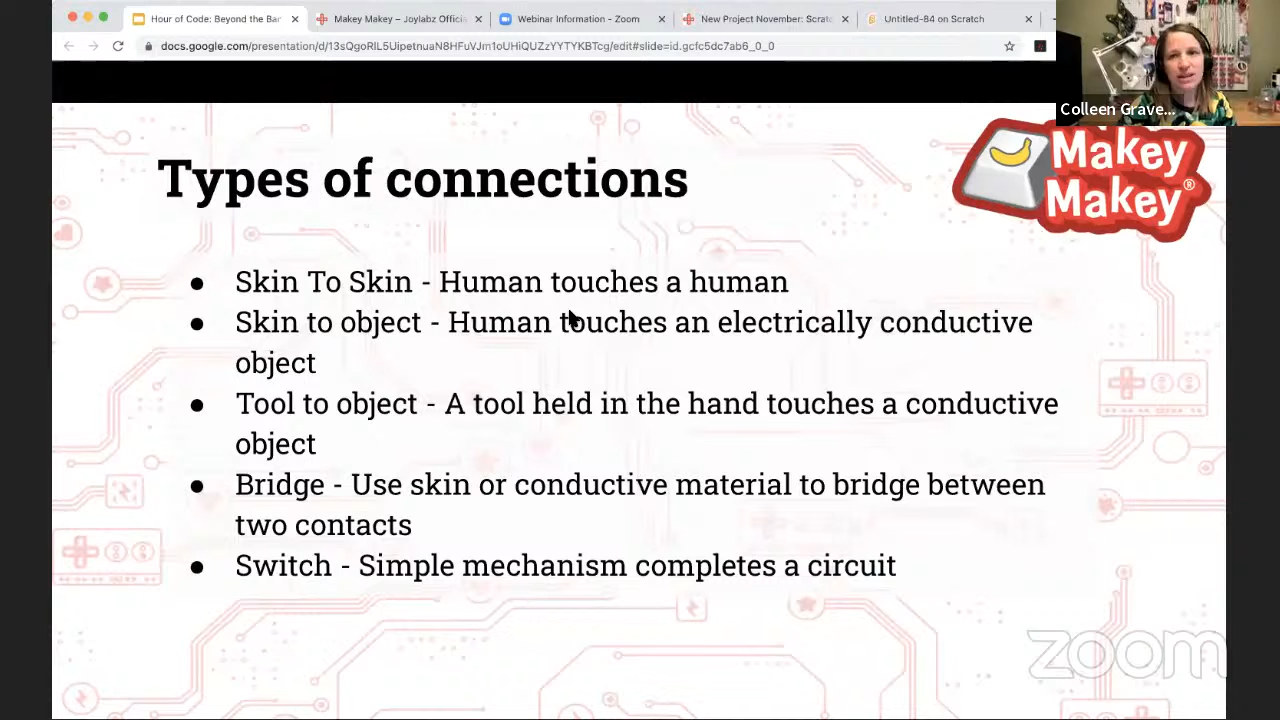 Hour of Code: Beyond the Ba
Makey Makey – Joylabz Offici
Webinar Information - Zoom
New Project November: Scratc
Untitled-84 on Scratch
docs.google.com/presentation/d/13sQgoRIL5UipetnuaN8HFuVJm1oUHiQUZzYYTYKBTcg/edit#slide=id.gcfc5dc7ab6_0_0
Colleen Grave...
Makey
Makey®
Types of connections
● Skin To Skin - Human touches a human
● Skin to object - Human touches an electrically conductive
object
● Tool to object - A tool held in the hand touches a conductive
object
● Bridge - Use skin or conductive material to bridge between
two contacts
● Switch - Simple mechanism completes a circuit
zoom